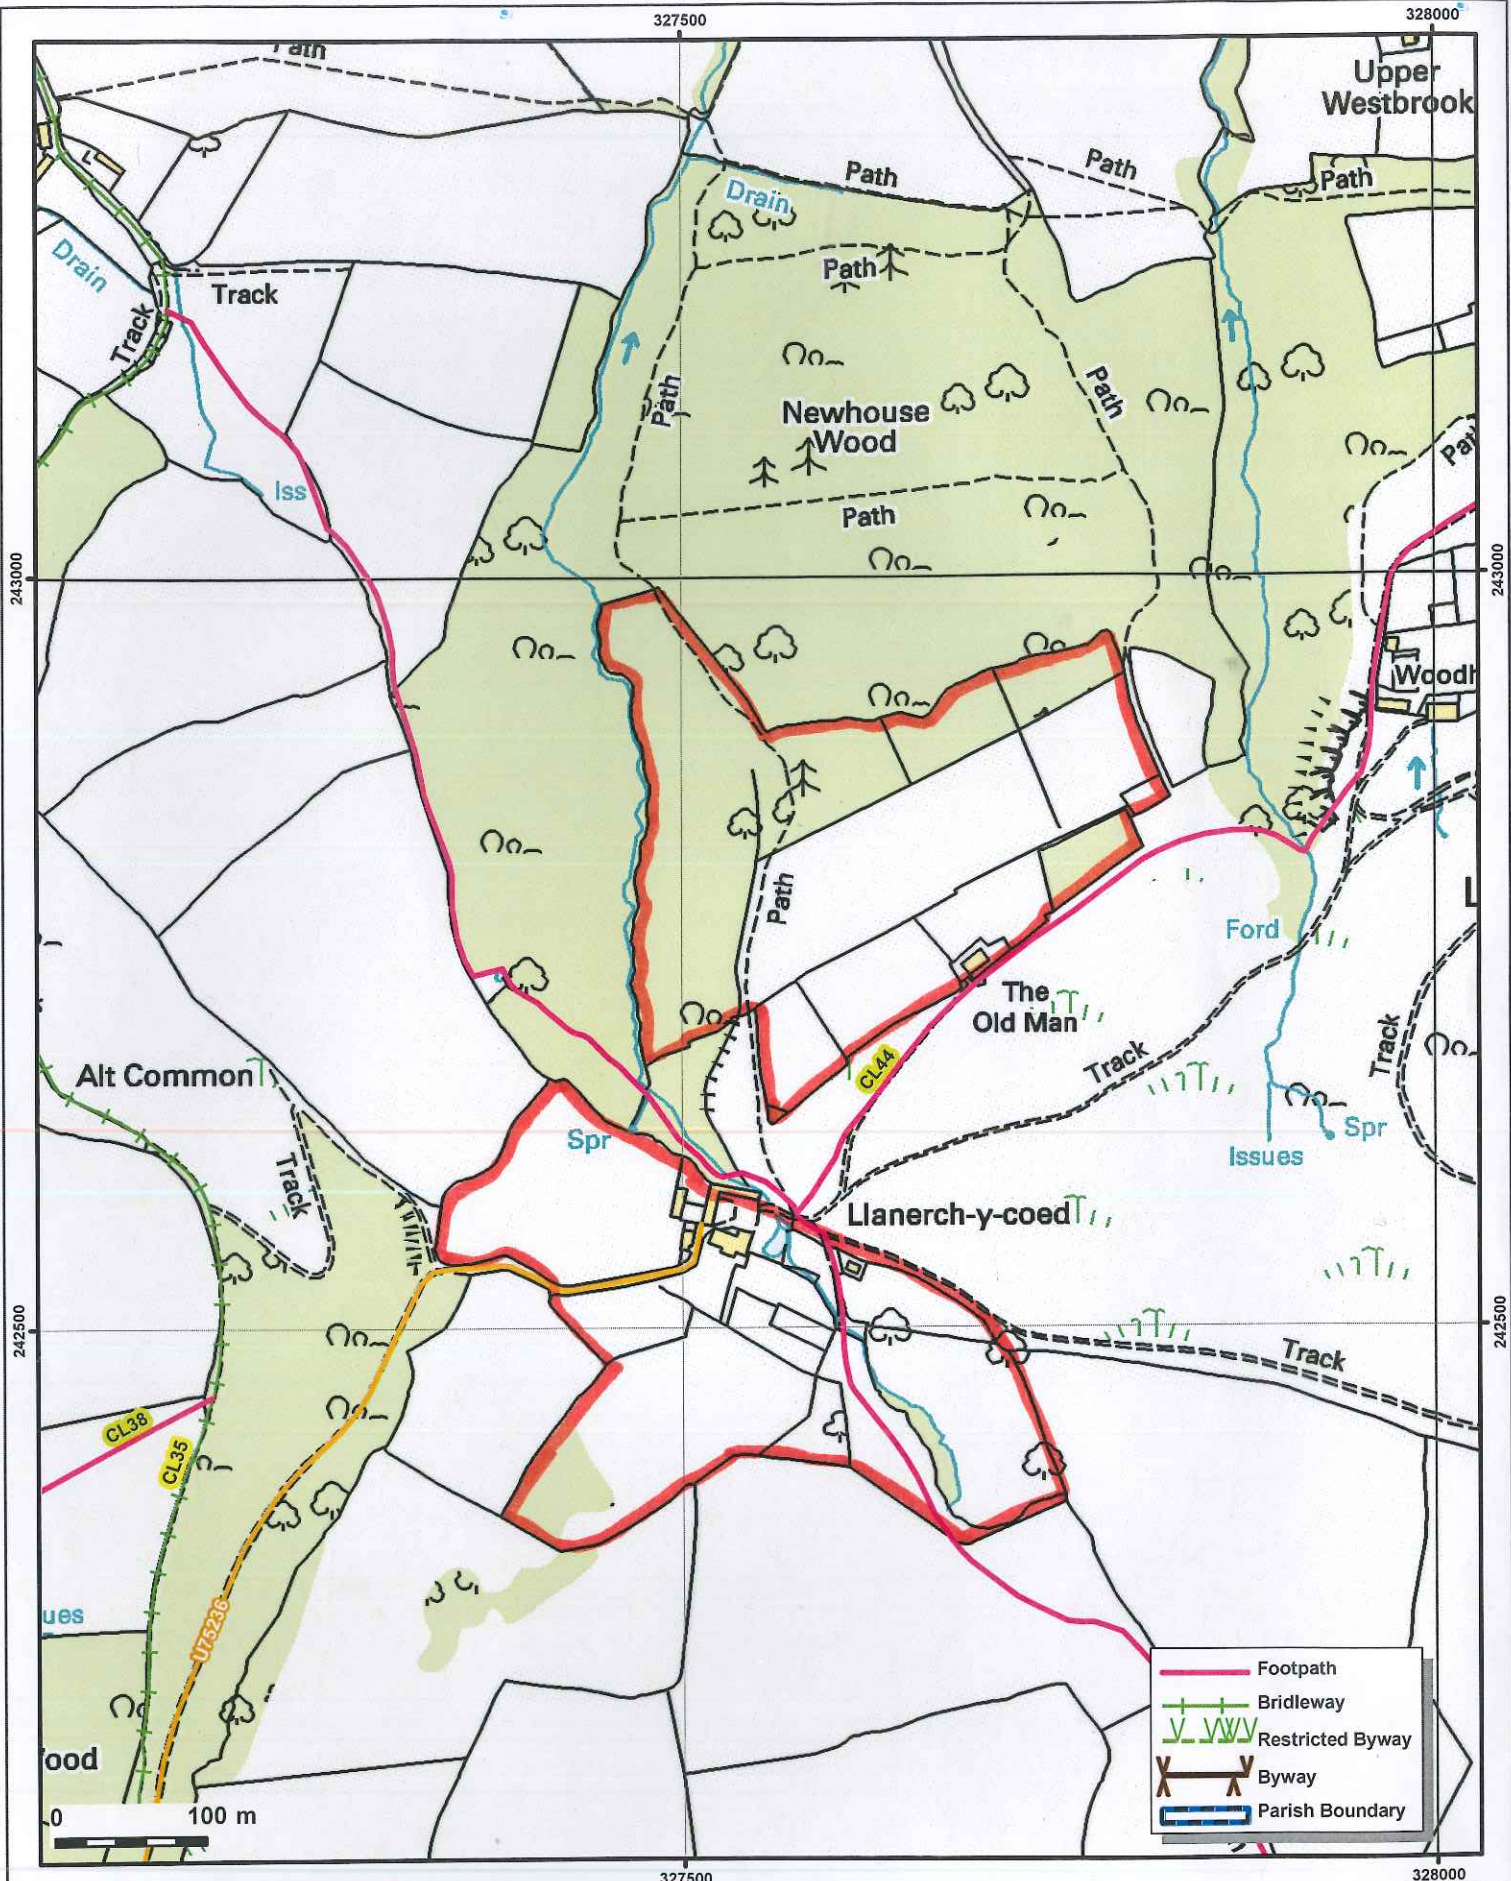 327500
328000
Path
Upper
Westbrook
L
Path
Path
Path
Drain
Drain
Path
Track
Track
Path
Path
Newhouse
Wood
Path
Iss
Path
243000
243000
Woodh
Path
Ford
L
The
Old Man
CL44
Track
Track
Alt Common
Spr
Spr
Issues
Track
Llanerch-y-coed
242500
242500
Track
CL38
CL35
ues
U75236
ood
0 100 m
Footpath
Bridleway
Restricted Byway
Byway
Parish Boundary
327500
328000